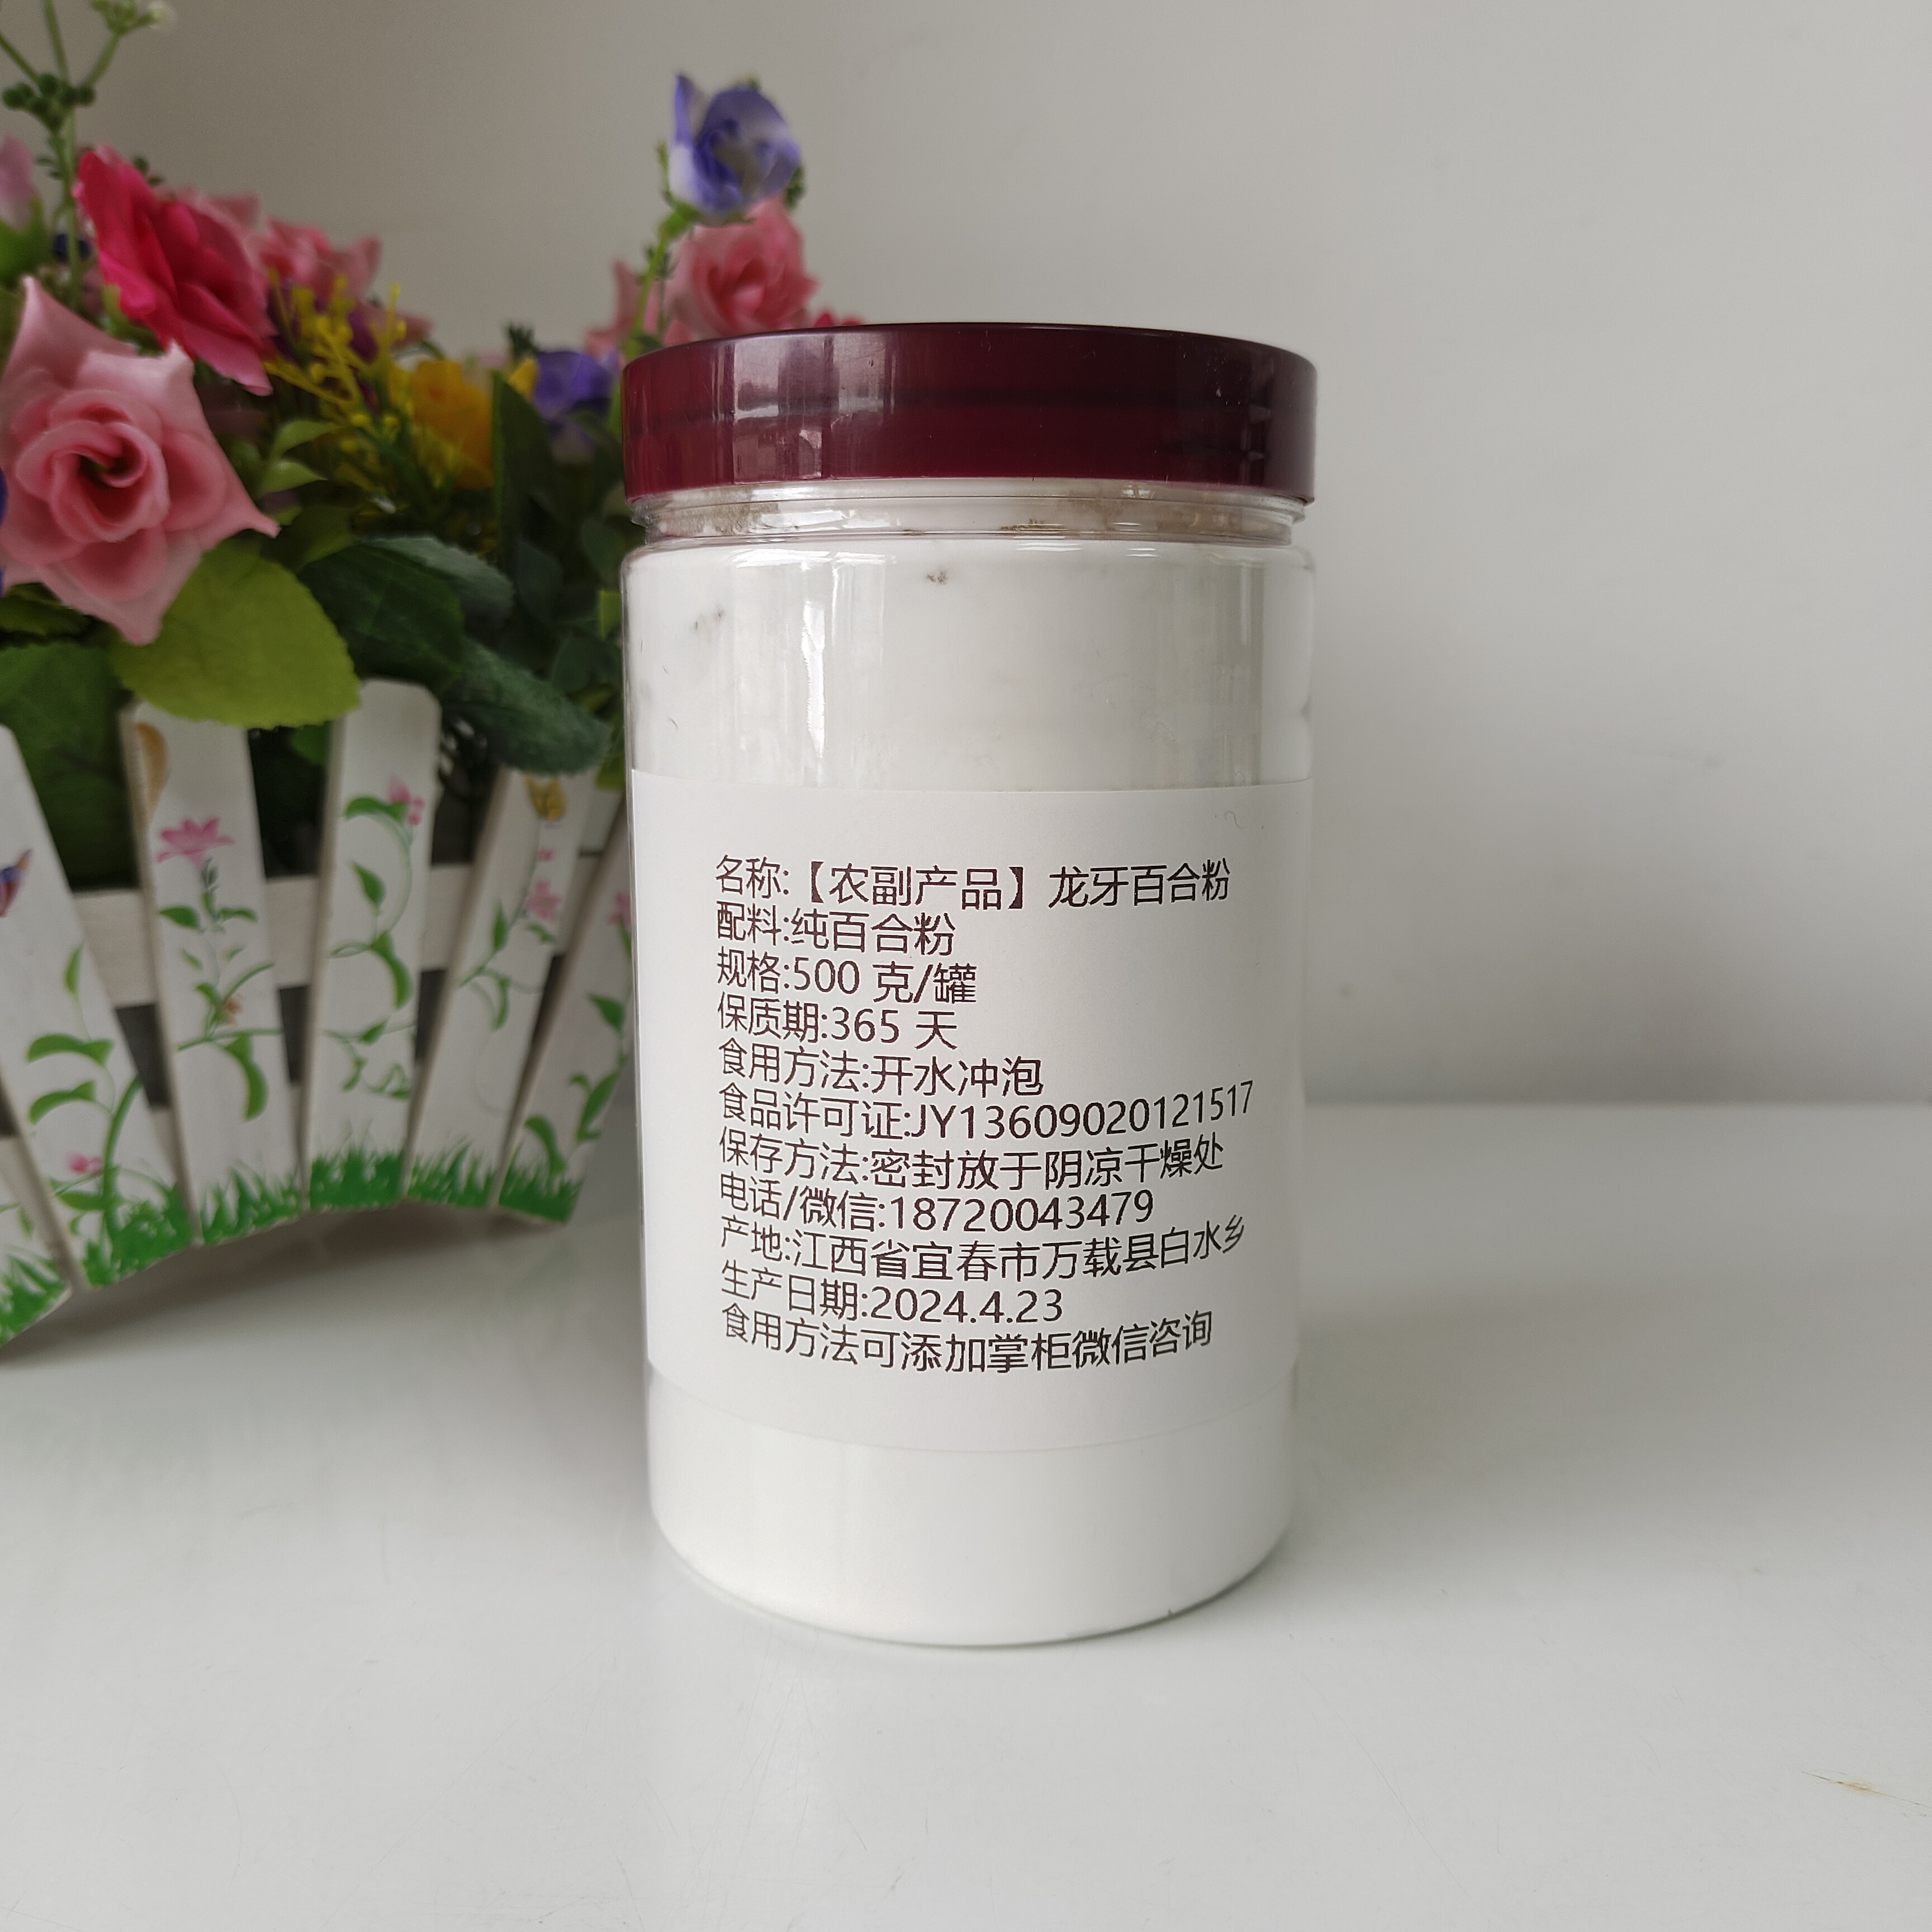 名称:【农副产品】龙牙百合粉
配料:纯百合粉
规格:500 克/罐
保质期:365 天
食用方法:开水冲泡
食品许可证:JY13609020121517
保存方法:密封放于阴凉干燥处
电话/微信:18720043479
产地:江西省宜春市万载县白水乡
生产日期:2024.4.23
食用方法可添加掌柜微信咨询